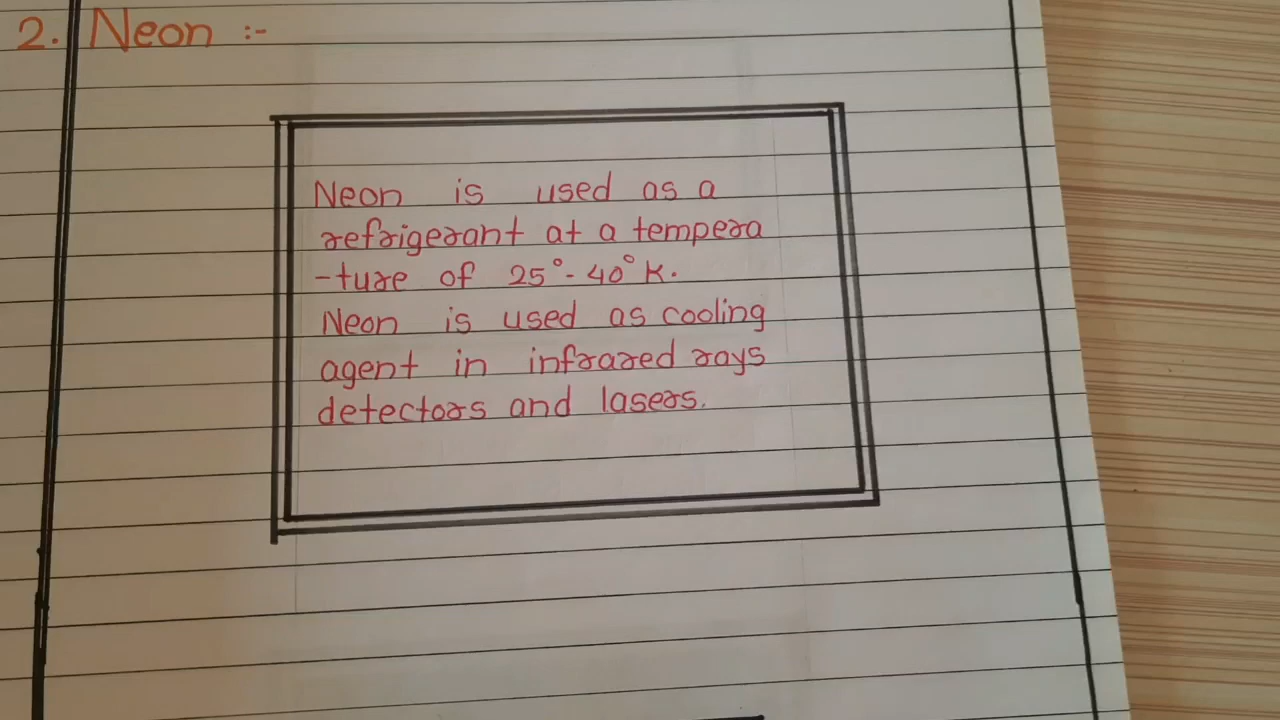 2. Neon :-
Neon is used as a
refrigerant at a tempera
-ture of 25°-40°K.
Neon is used as cooling
agent in infrared rays
detectors and lasers.